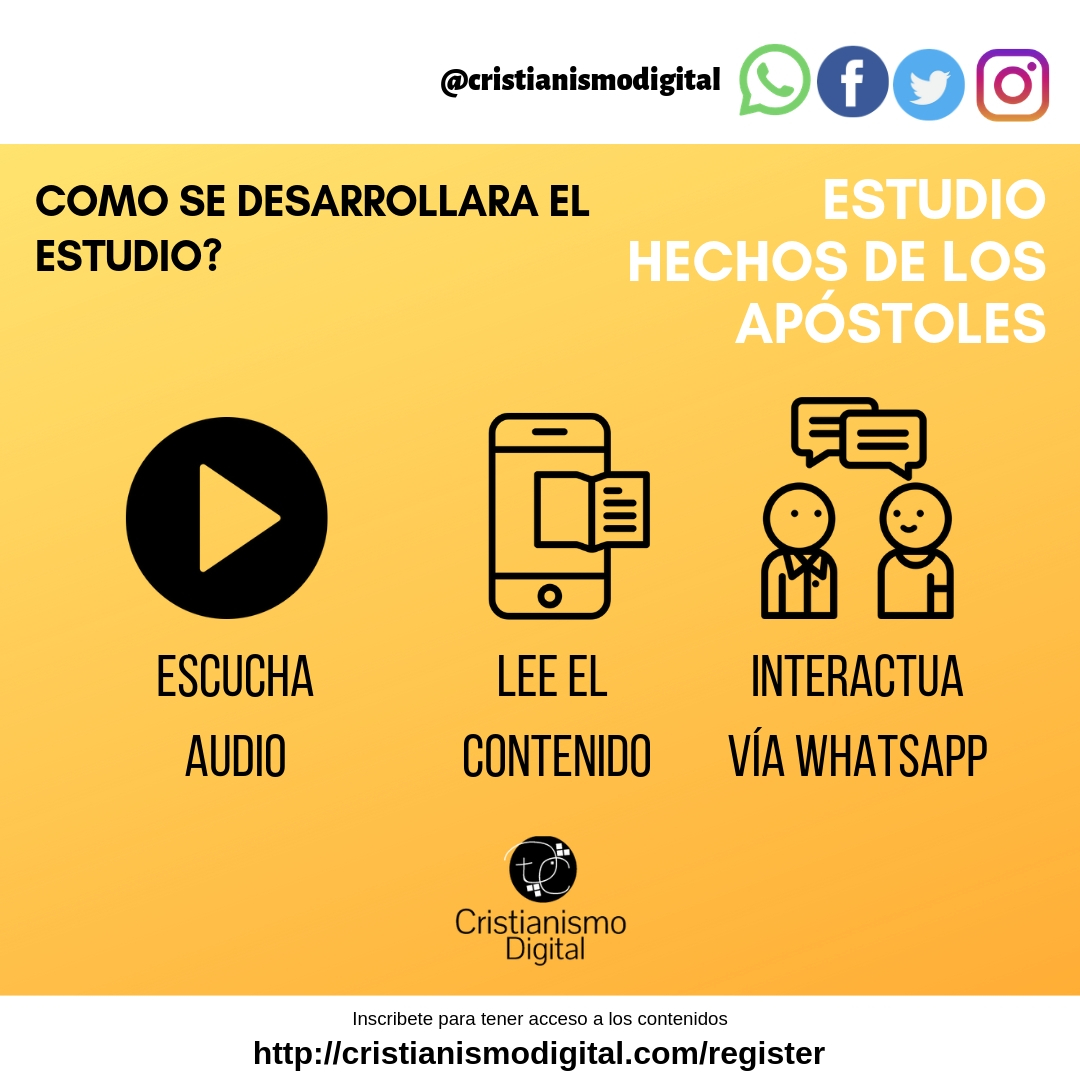 @cristianismodigital
COMO SE DESARROLLARA EL
ESTUDIO?
ESTUDIO
HECHOS DE LOS
APÓSTOLES
ESCUCHA
AUDIO
LEE EL
CONTENIDO
INTERACTUA
VÍA WHATSAPP
Cristianismo
Digital
Inscribete para tener acceso a los contenidos
http://cristianismodigital.com/register